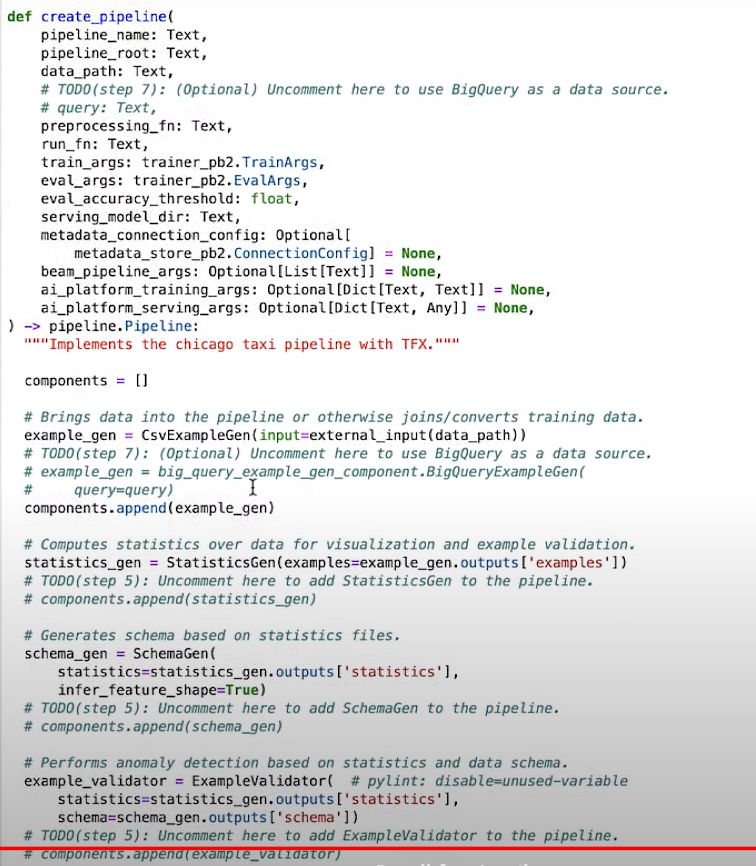 def create_pipeline(
    pipeline_name: Text,
    pipeline_root: Text,
    data_path: Text,
    # TODO(step 7): (Optional) Uncomment here to use BigQuery as a data source.
    # query: Text,
    preprocessing_fn: Text,
    run_fn: Text,
    train_args: trainer_pb2.TrainArgs,
    eval_args: trainer_pb2.EvalArgs,
    eval_accuracy_threshold: float,
    serving_model_dir: Text,
    metadata_connection_config: Optional[
        metadata_store_pb2.ConnectionConfig] = None,
    beam_pipeline_args: Optional[List[Text]] = None,
    ai_platform_training_args: Optional[Dict[Text, Text]] = None,
    ai_platform_serving_args: Optional[Dict[Text, Any]] = None,
) -> pipeline.Pipeline:
  """Implements the chicago taxi pipeline with TFX."""
  components = []
  # Brings data into the pipeline or otherwise joins/converts training data.
  example_gen = CsvExampleGen(input=external_input(data_path))
  # TODO(step 7): (Optional) Uncomment here to use BigQuery as a data source.
  # example_gen = big_query_example_gen_component.BigQueryExampleGen(
  #     query=query)
  components.append(example_gen)
  # Computes statistics over data for visualization and example validation.
  statistics_gen = StatisticsGen(examples=example_gen.outputs['examples'])
  # TODO(step 5): Uncomment here to add StatisticsGen to the pipeline.
  # components.append(statistics_gen)
  # Generates schema based on statistics files.
  schema_gen = SchemaGen(
      statistics=statistics_gen.outputs['statistics'],
      infer_feature_shape=True)
  # TODO(step 5): Uncomment here to add SchemaGen to the pipeline.
  # components.append(schema_gen)
  # Performs anomaly detection based on statistics and data schema.
  example_validator = ExampleValidator(  # pylint: disable=unused-variable
      statistics=statistics_gen.outputs['statistics'],
      schema=schema_gen.outputs['schema'])
  # TODO(step 5): Uncomment here to add ExampleValidator to the pipeline.
  # components.append(example_validator)